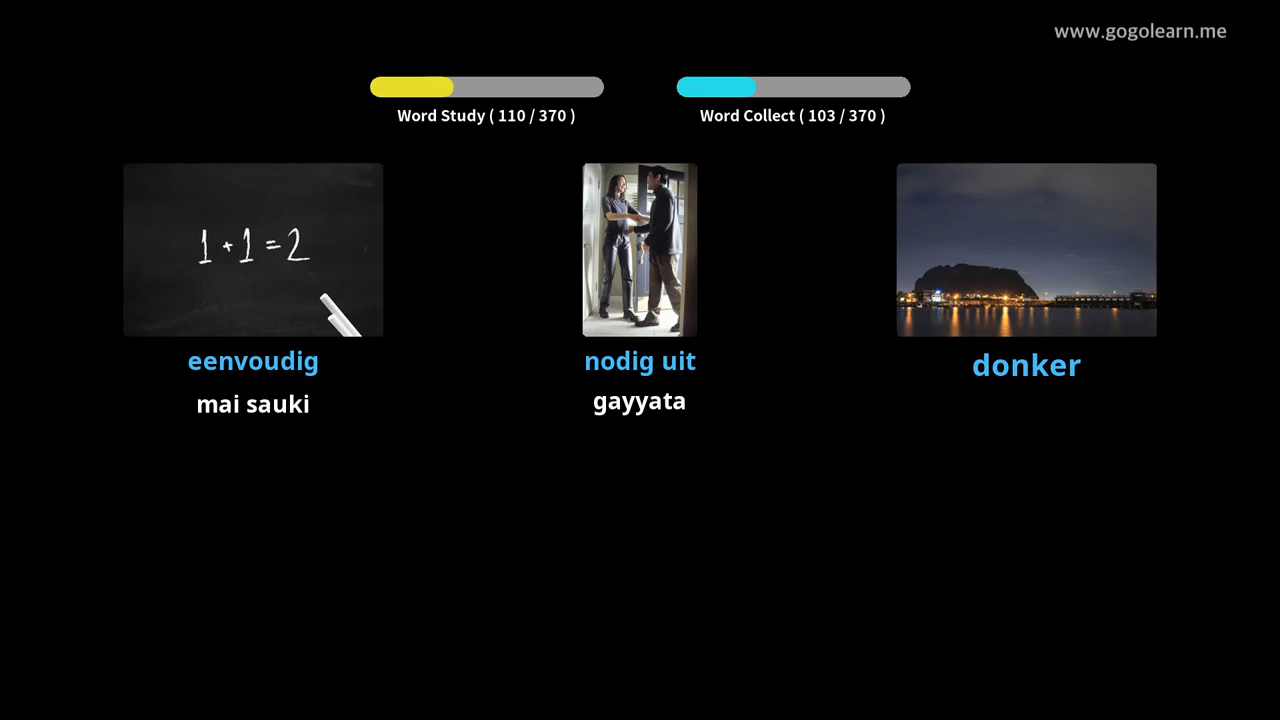 www.gogolearn.me
Word Study ( 110 / 370 )
Word Collect ( 103 / 370 )
1 + 1 = 2
eenvoudig
mai sauki
nodig uit
gayyata
donker